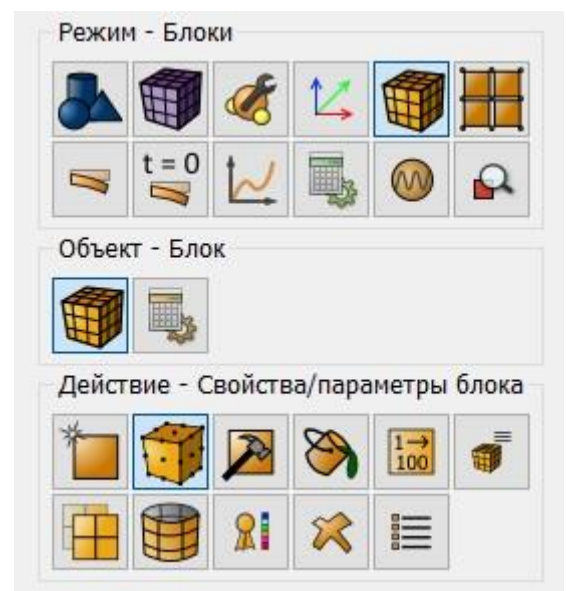 Режим - Блоки
t = 0
Объект - Блок
Действие - Свойства/параметры блока
1→
100